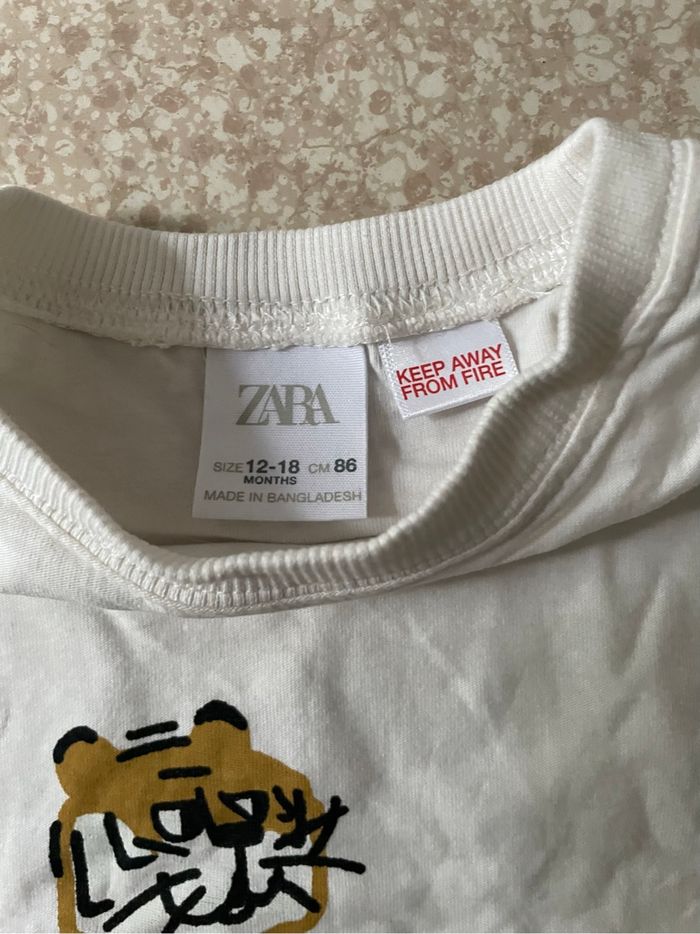 ZARA
SIZE 12-18 CM 86
MONTHS
MADE IN BANGLADESH
KEEP AWAY
FROM FIRE